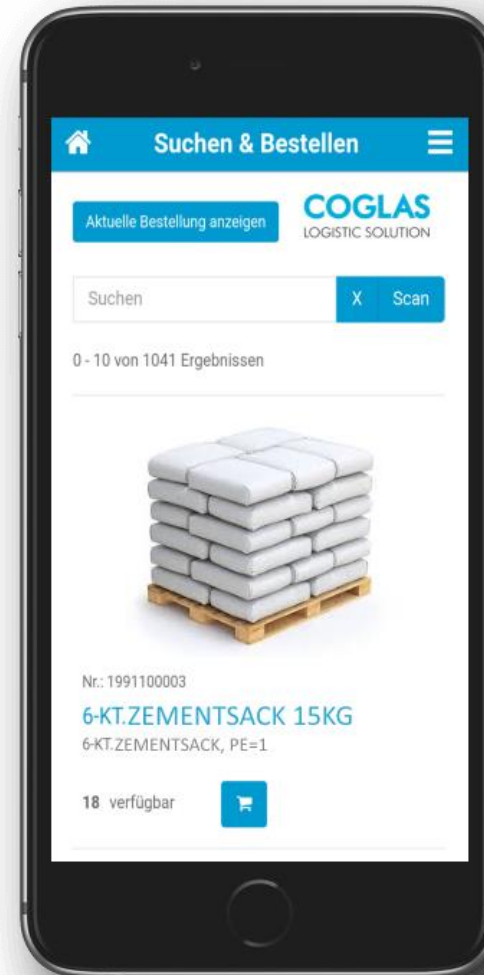 Suchen & Bestellen
Aktuelle Bestellung anzeigen
COGLAS
LOGISTIC SOLUTION
Suchen
X
Scan
0 - 10 von 1041 Ergebnissen
Nr.: 1991100003
6-KT.ZEMENTSACK 15KG
6-KT.ZEMENTSACK, PE=1
18 verfügbar